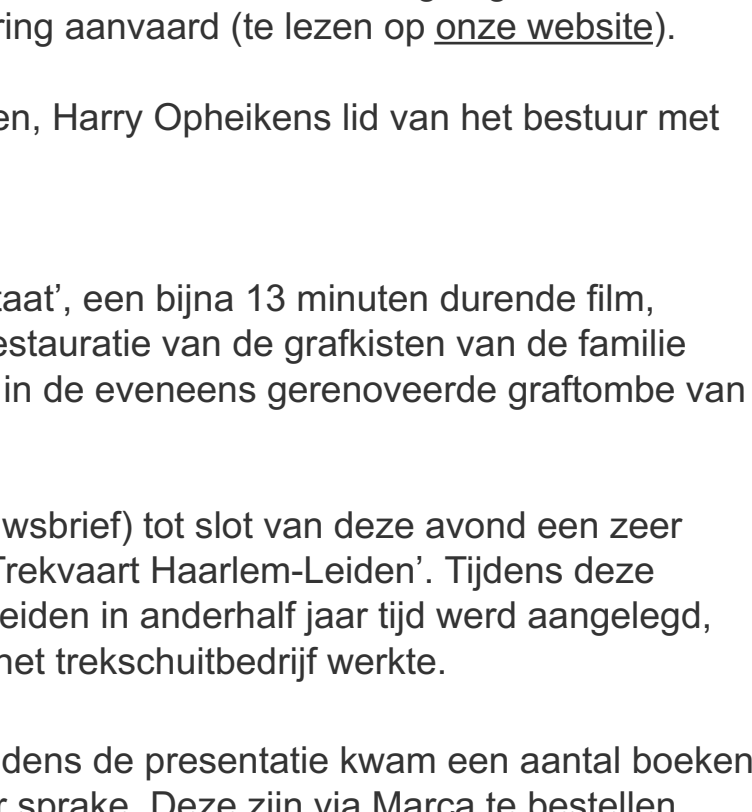 ring aanvaard (te lezen op onze website).
en, Harry Opheikens lid van het bestuur met
taat’, een bijna 13 minuten durende film,
estauratie van de grafkisten van de familie
in de eveneens gerenoveerde graftombe van
wsbrief) tot slot van deze avond een zeer
Trekvaart Haarlem-Leiden’. Tijdens deze
eiden in anderhalf jaar tijd werd aangelegd,
het trekschuitbedrijf werkte.
dens de presentatie kwam een aantal boeken
r sprake. Deze zijn via Marca te bestellen